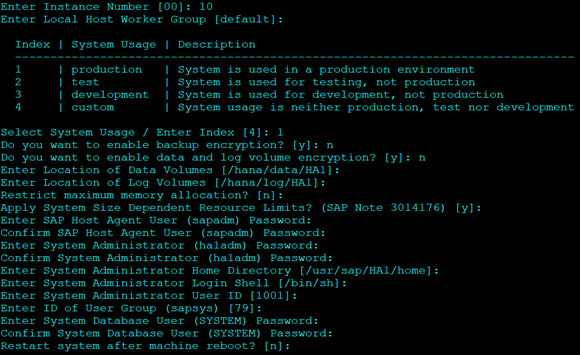 Enter Instance Number [00]: 10
Enter Local Host Worker Group [default]:
Index | System Usage | Description
-------------------------------------------------------------------------------
1 | production | System is used in a production environment
2 | test | System is used for testing, not production
3 | development | System is used for development, not production
4 | custom | System usage is neither production, test nor development
Select System Usage / Enter Index [4]: 1
Do you want to enable backup encryption? [y]: n
Do you want to enable data and log volume encryption? [y]: n
Enter Location of Data Volumes [/hana/data/HA1]:
Enter Location of Log Volumes [/hana/log/HA1]:
Restrict maximum memory allocation? [n]:
Apply System Size Dependent Resource Limits? (SAP Note 3014176) [y]:
Enter SAP Host Agent User (sapadm) Password:
Confirm SAP Host Agent User (sapadm) Password:
Enter System Administrator (ha1adm) Password:
Confirm System Administrator (ha1adm) Password:
Enter System Administrator Home Directory [/usr/sap/HA1/home]:
Enter System Administrator Login Shell [/bin/sh]:
Enter System Administrator User ID [1001]:
Enter ID of User Group (sapsys) [79]:
Enter System Database User (SYSTEM) Password:
Confirm System Database User (SYSTEM) Password:
Restart system after machine reboot? [n]: